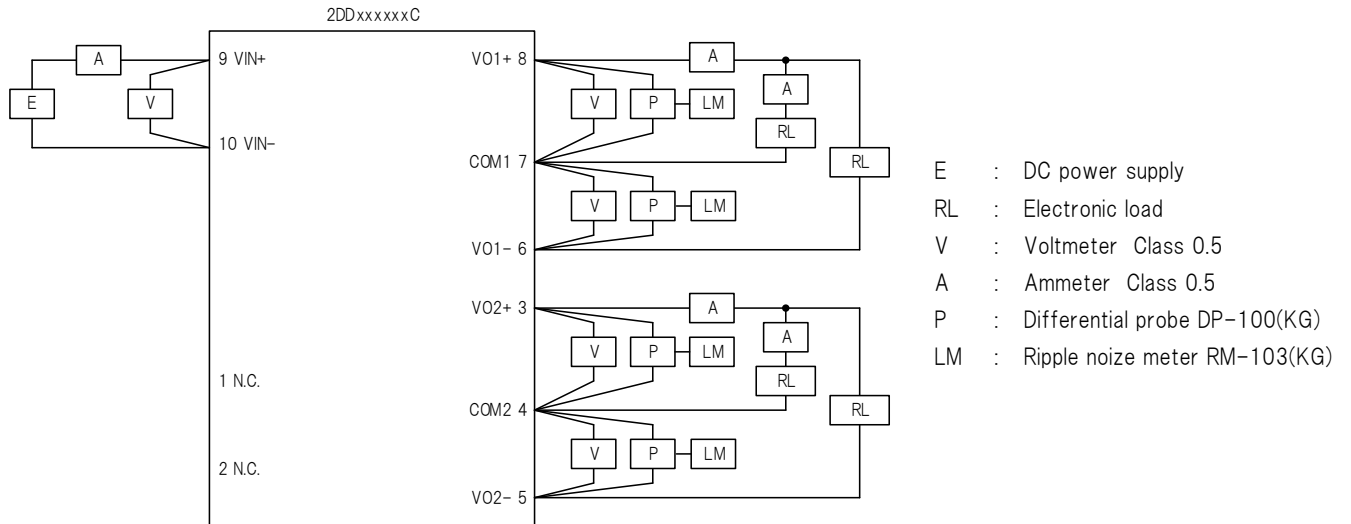 2DDxxxxxxC
A
9 VIN+
E
V
10 VIN-
1 N.C.
2 N.C.
VO1+ 8
A
V
P
LM
A
RL
COM1 7
RL
V
P
LM
VO1- 6
VO2+ 3
A
V
P
LM
A
RL
COM2 4
RL
V
P
LM
VO2- 5
E : DC power supply
RL : Electronic load
V : Voltmeter Class 0.5
A : Ammeter Class 0.5
P : Differential probe DP-100(KG)
LM : Ripple noize meter RM-103(KG)